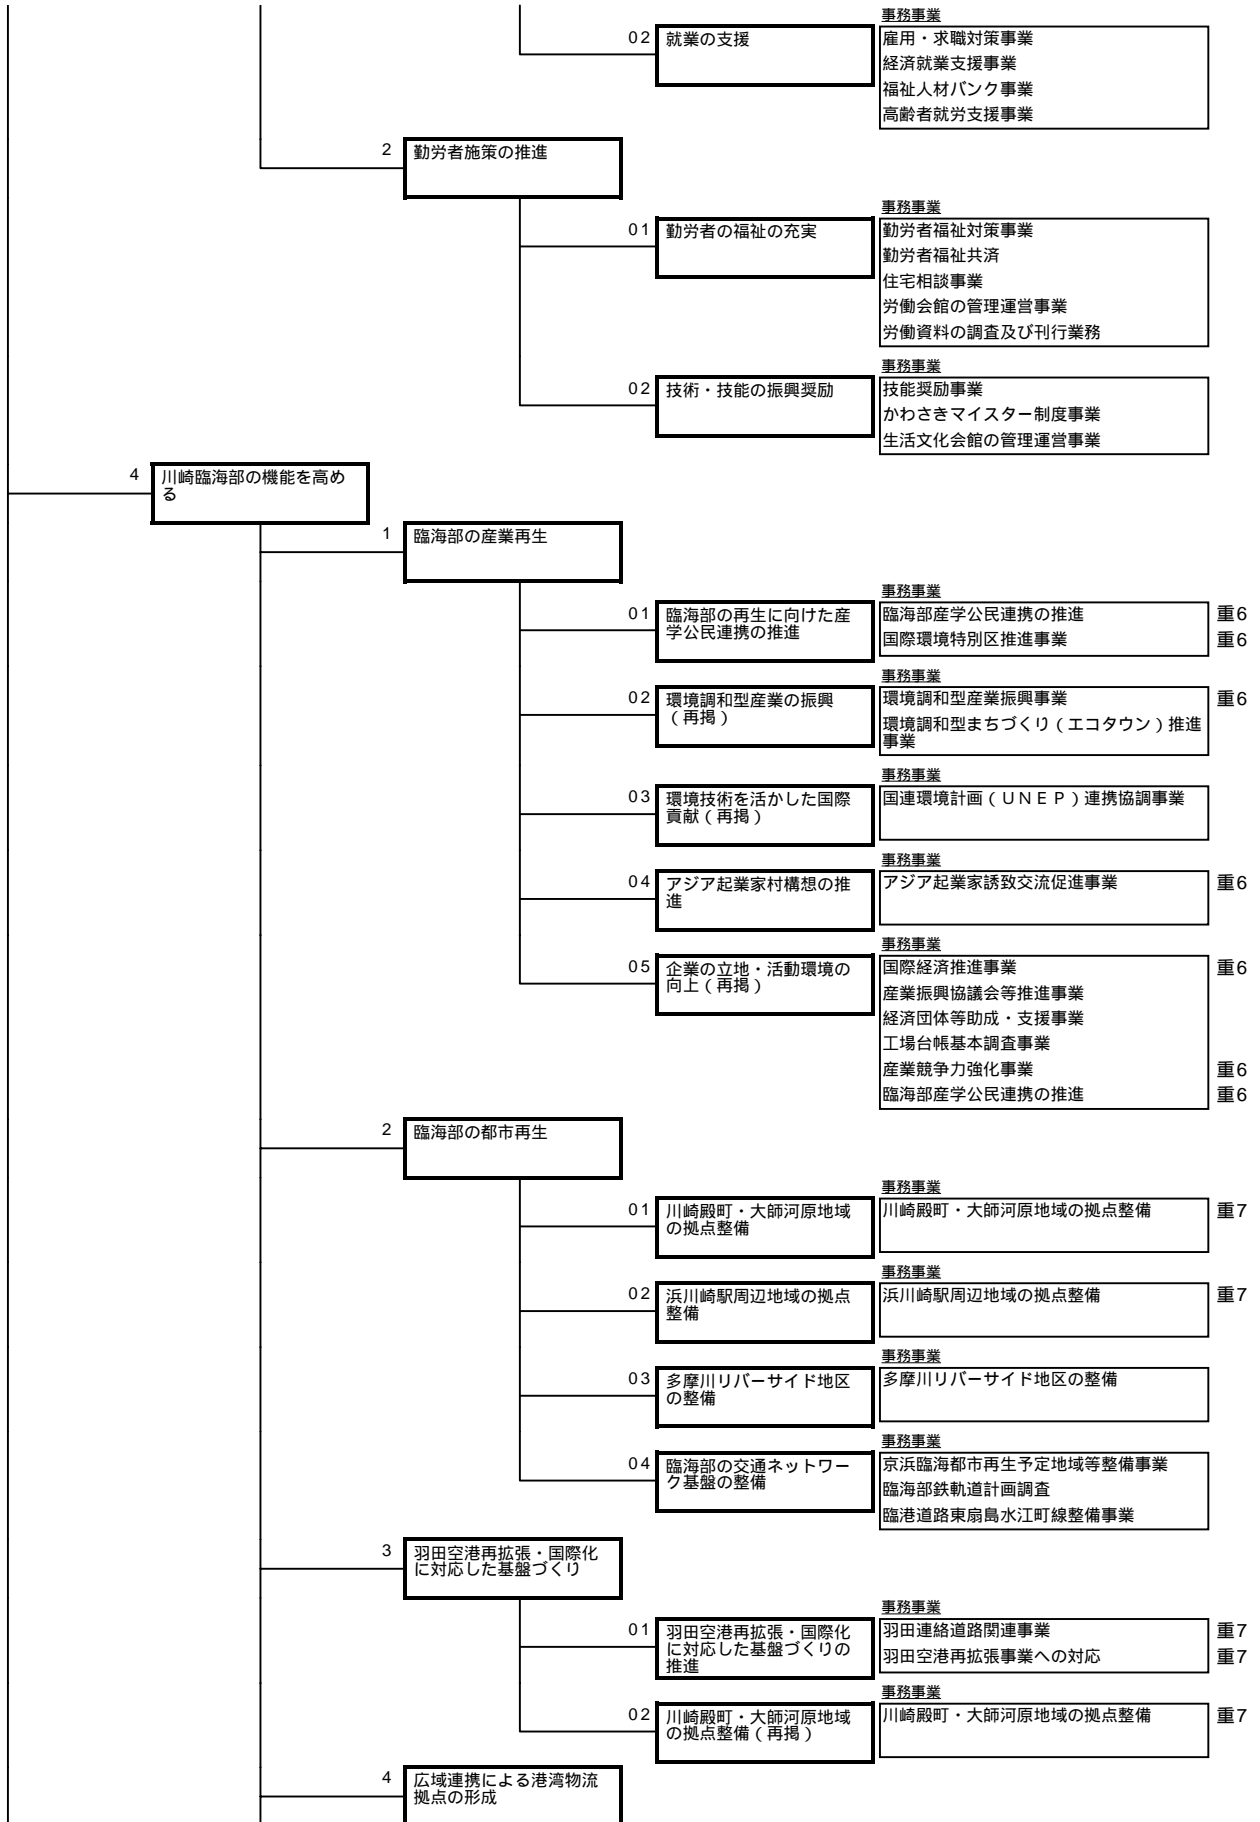 事務事業
02 就業の支援
雇用・求職対策事業
経済就業支援事業
福祉人材バンク事業
高齢者就労支援事業
2 勤労者施策の推進
事務事業
01 勤労者の福祉の充実
勤労者福祉対策事業
勤労者福祉共済
住宅相談事業
労働会館の管理運営事業
労働資料の調査及び刊行業務
事務事業
02 技術・技能の振興奨励
技能奨励事業
かわさきマイスター制度事業
生活文化会館の管理運営事業
4 川崎臨海部の機能を高め
る
1 臨海部の産業再生
事務事業
01 臨海部の再生に向けた産
学公民連携の推進
臨海部産学公民連携の推進 重6
国際環境特別区推進事業 重6
事務事業
02 環境調和型産業の振興
(再掲)
環境調和型産業振興事業 重6
環境調和型まちづくり(エコタウン)推進
事業
事務事業
03 環境技術を活かした国際
貢献(再掲)
国連環境計画(UNEP)連携協調事業
事務事業
04 アジア起業家村構想の推
進
アジア起業家誘致交流促進事業 重6
事務事業
05 企業の立地・活動環境の
向上(再掲)
国際経済推進事業 重6
産業振興協議会等推進事業
経済団体等助成・支援事業
工場台帳基本調査事業
産業競争力強化事業 重6
臨海部産学公民連携の推進 重6
2 臨海部の都市再生
事務事業
01 川崎殿町・大師河原地域
の拠点整備
川崎殿町・大師河原地域の拠点整備 重7
事務事業
02 浜川崎駅周辺地域の拠点
整備
浜川崎駅周辺地域の拠点整備 重7
事務事業
03 多摩川リバーサイド地区
の整備
多摩川リバーサイド地区の整備
事務事業
04 臨海部の交通ネットワー
ク基盤の整備
京浜臨海都市再生予定地域等整備事業
臨海部鉄軌道計画調査
臨港道路東扇島水江町線整備事業
3 羽田空港再拡張・国際化
に対応した基盤づくり
事務事業
01 羽田空港再拡張・国際化
に対応した基盤づくりの
推進
羽田連絡道路関連事業 重7
羽田空港再拡張事業への対応 重7
事務事業
02 川崎殿町・大師河原地域
の拠点整備(再掲)
川崎殿町・大師河原地域の拠点整備 重7
4 広域連携による港湾物流
拠点の形成